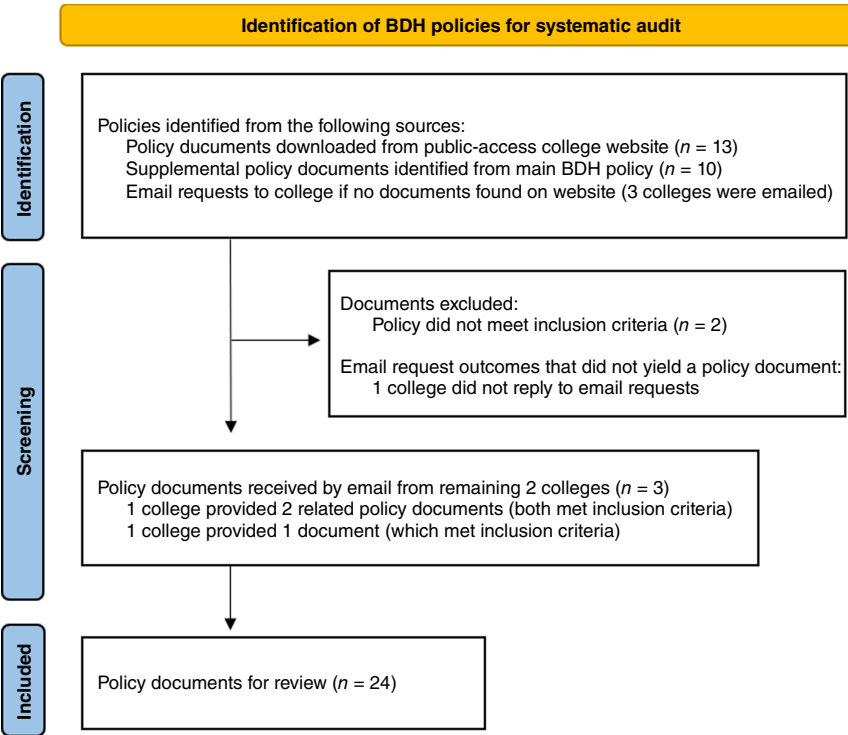 Identification of BDH policies for systematic audit
Identification
Policies identified from the following sources:
Policy ducuments downloaded from public-access college website (n = 13)
Supplemental policy documents identified from main BDH policy (n = 10)
Email requests to college if no documents found on website (3 colleges were emailed)
Screening
Documents excluded:
Policy did not meet inclusion criteria (n = 2)
Email request outcomes that did not yield a policy document:
1 college did not reply to email requests
Policy documents received by email from remaining 2 colleges (n = 3)
1 college provided 2 related policy documents (both met inclusion criteria)
1 college provided 1 document (which met inclusion criteria)
Included
Policy documents for review (n = 24)